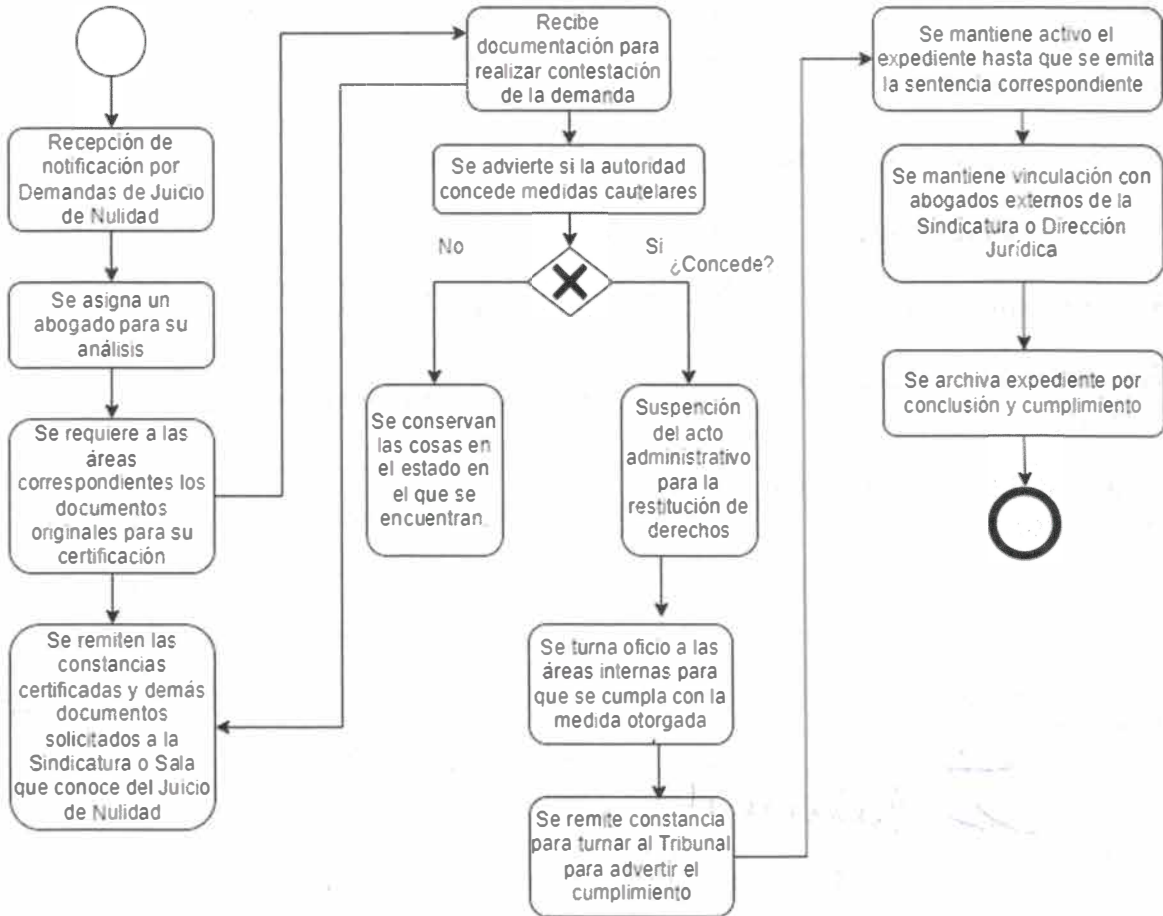 Recepción de
notificación por
Demandas de Juicio
de Nulidad
Se asigna un
abogado para su
análisis
Se requiere a las
áreas
correspondientes los
documentos
originales para su
certificación
Se remiten las
constancias
certificadas y demás
documentos
solicitados a la
Sindicatura o Sala
que conoce del Juicio
de Nulidad
Recibe
documentación para
realizar contestación
de la demanda
Se advierte si la autoridad
concede medidas cautelares
No
Si
¿Concede?
Se conservan
las cosas en
el estado en
el que se
encuentran
Suspención
del acto
administrativo
para la
restitución de
derechos
Se turna oficio a las
áreas internas para
que se cumpla con la
medida otorgada
Se remite constancia
para turnar al Tribunal
para advertir el
cumplimiento
Se mantiene activo el
expediente hasta que se emita
la sentencia correspondiente
Se mantiene vinculación con
abogados externos de la
Sindicatura o Dirección
Jurídica
Se archiva expediente por
conclusión y cumplimiento